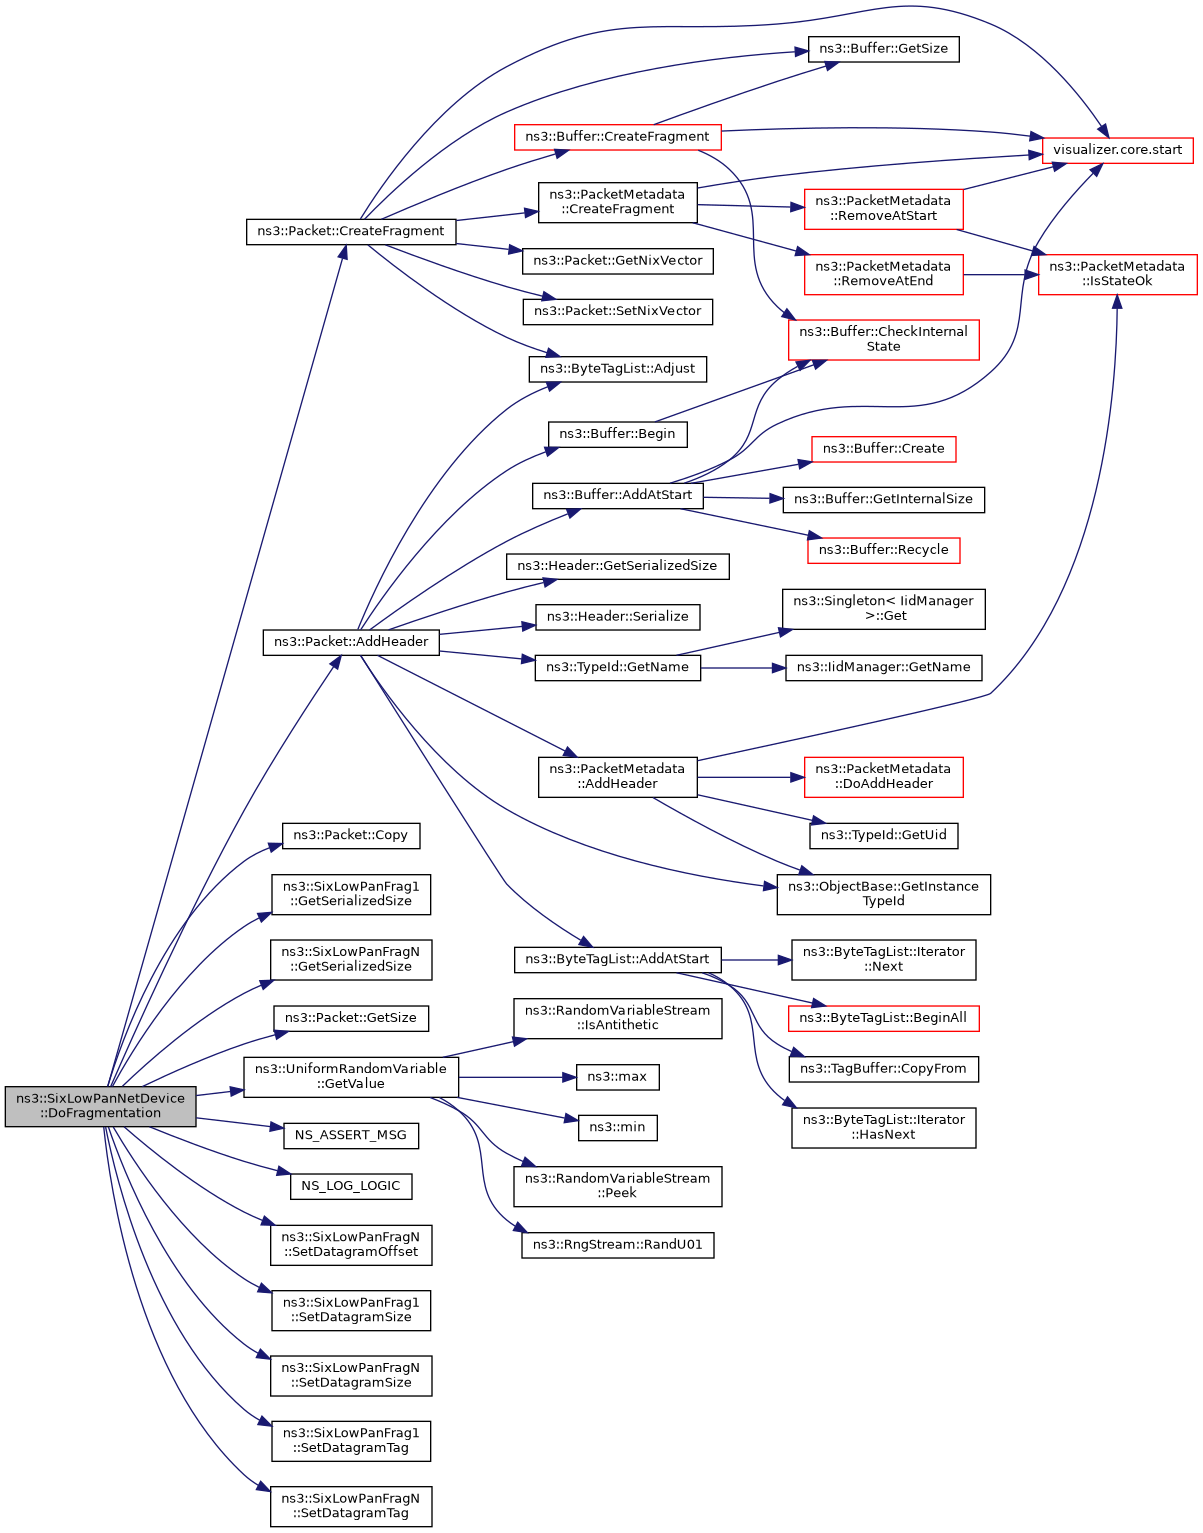 ns3::SixLowPanNetDevice
::DoFragmentation
ns3::Packet::CreateFragment
ns3::Packet::AddHeader
ns3::Packet::Copy
ns3::SixLowPanFrag1
::GetSerializedSize
ns3::SixLowPanFragN
::GetSerializedSize
ns3::Packet::GetSize
ns3::UniformRandomVariable
::GetValue
NS_ASSERT_MSG
NS_LOG_LOGIC
ns3::SixLowPanFragN
::SetDatagramOffset
ns3::SixLowPanFrag1
::SetDatagramSize
ns3::SixLowPanFragN
::SetDatagramSize
ns3::SixLowPanFrag1
::SetDatagramTag
ns3::SixLowPanFragN
::SetDatagramTag
ns3::Buffer::CreateFragment
ns3::PacketMetadata
::CreateFragment
ns3::Packet::GetNixVector
ns3::Packet::SetNixVector
ns3::ByteTagList::Adjust
ns3::Buffer::Begin
ns3::Buffer::AddAtStart
ns3::Header::GetSerializedSize
ns3::Header::Serialize
ns3::TypeId::GetName
ns3::PacketMetadata
::AddHeader
ns3::ByteTagList::AddAtStart
ns3::RandomVariableStream
::IsAntithetic
ns3::max
ns3::min
ns3::RandomVariableStream
::Peek
ns3::RngStream::RandU01
ns3::Buffer::GetSize
ns3::PacketMetadata
::RemoveAtStart
ns3::PacketMetadata
::RemoveAtEnd
ns3::Buffer::CheckInternal
State
ns3::Buffer::Create
ns3::Buffer::GetInternalSize
ns3::Buffer::Recycle
ns3::Singleton< IidManager
>::Get
ns3::IidManager::GetName
ns3::PacketMetadata
::DoAddHeader
ns3::TypeId::GetUid
ns3::ObjectBase::GetInstance
TypeId
ns3::ByteTagList::Iterator
::Next
ns3::ByteTagList::BeginAll
ns3::TagBuffer::CopyFrom
ns3::ByteTagList::Iterator
::HasNext
visualizer.core.start
ns3::PacketMetadata
::IsStateOk